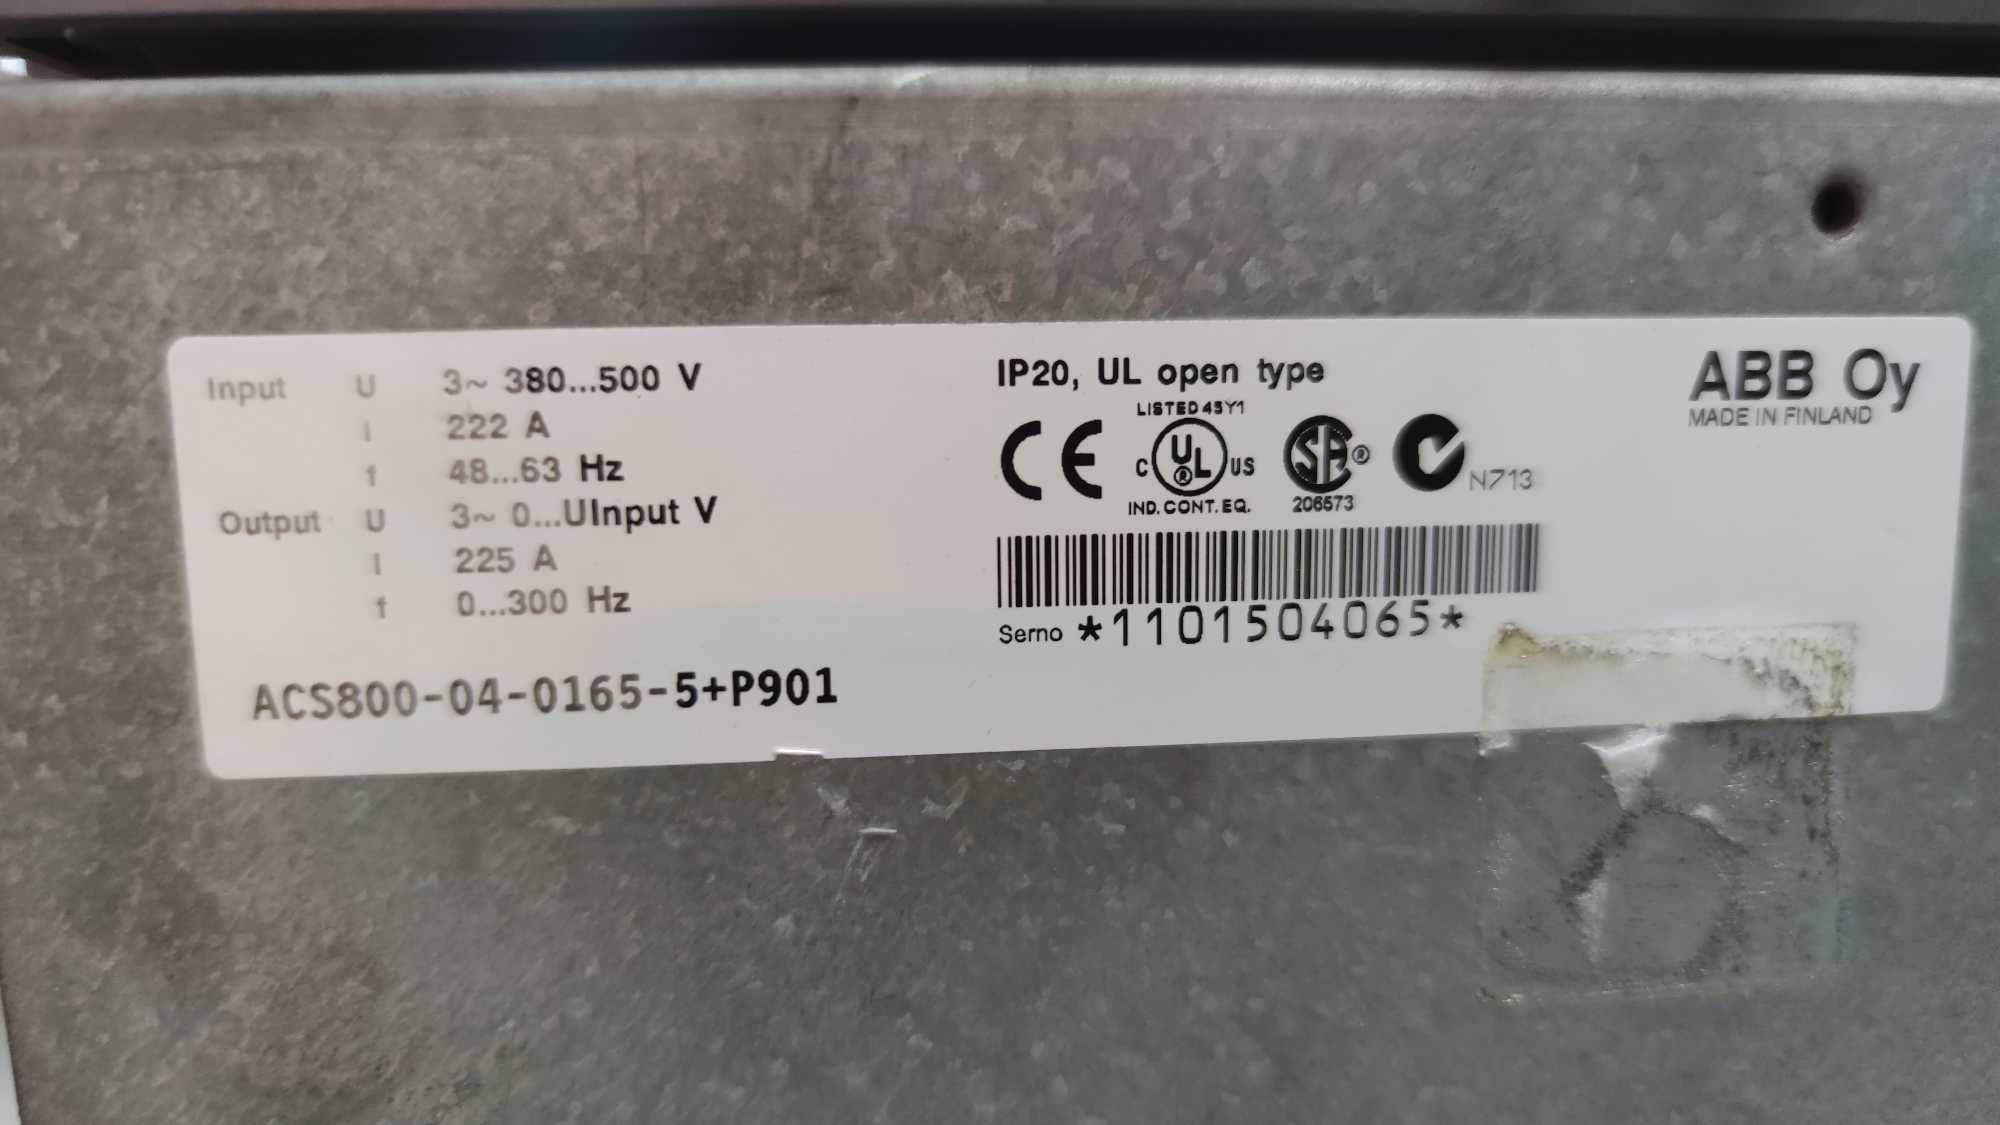 Input U 3~ 380...500 V
I 222 A
f 48...63 Hz
Output U 3~ 0...UInput V
I 225 A
f 0...300 Hz
ACS800-04-0165-5+P901
IP20, UL open type
LISTED 45Y1
CE C UL ® US SA ® N713
IND. CONT. EQ. 206573
Serno *1101504065*
ABB Oy
MADE IN FINLAND